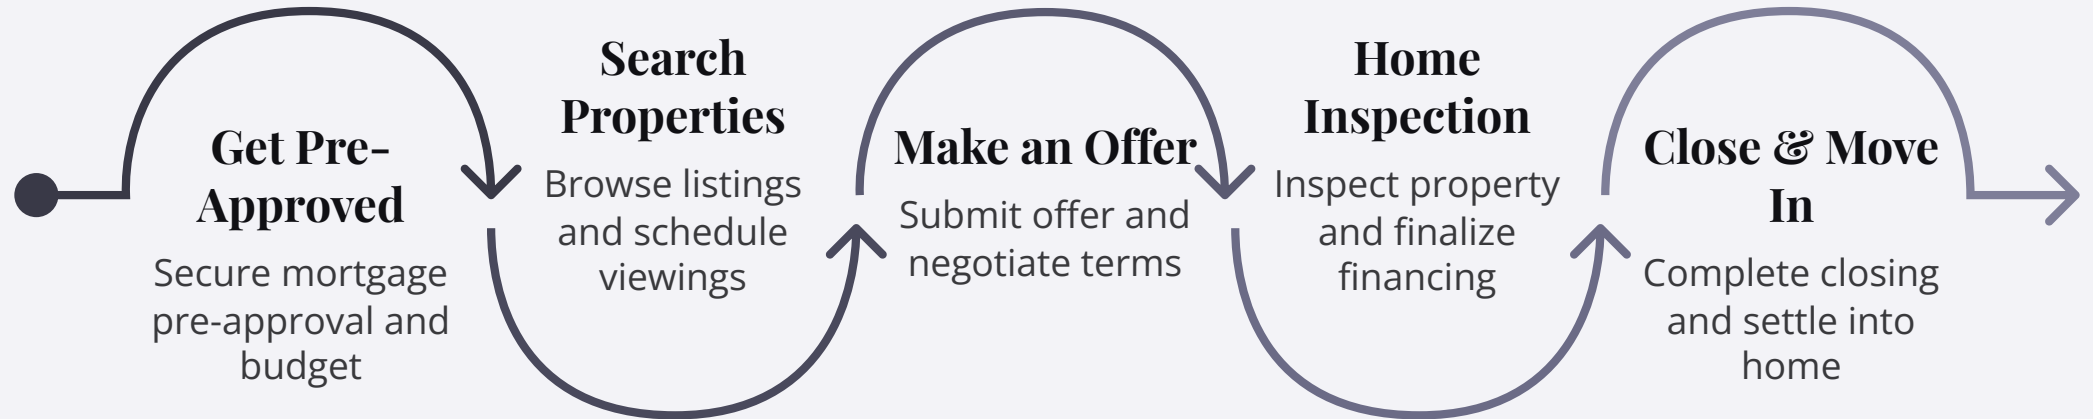 Get Pre-
Approved
Secure mortgage
pre-approval and
budget
Search
Properties
Browse listings
and schedule
viewings
Make an Offer
Submit offer and
negotiate terms
Home
Inspection
Inspect property
and finalize
financing
Close & Move
In
Complete closing
and settle into
home